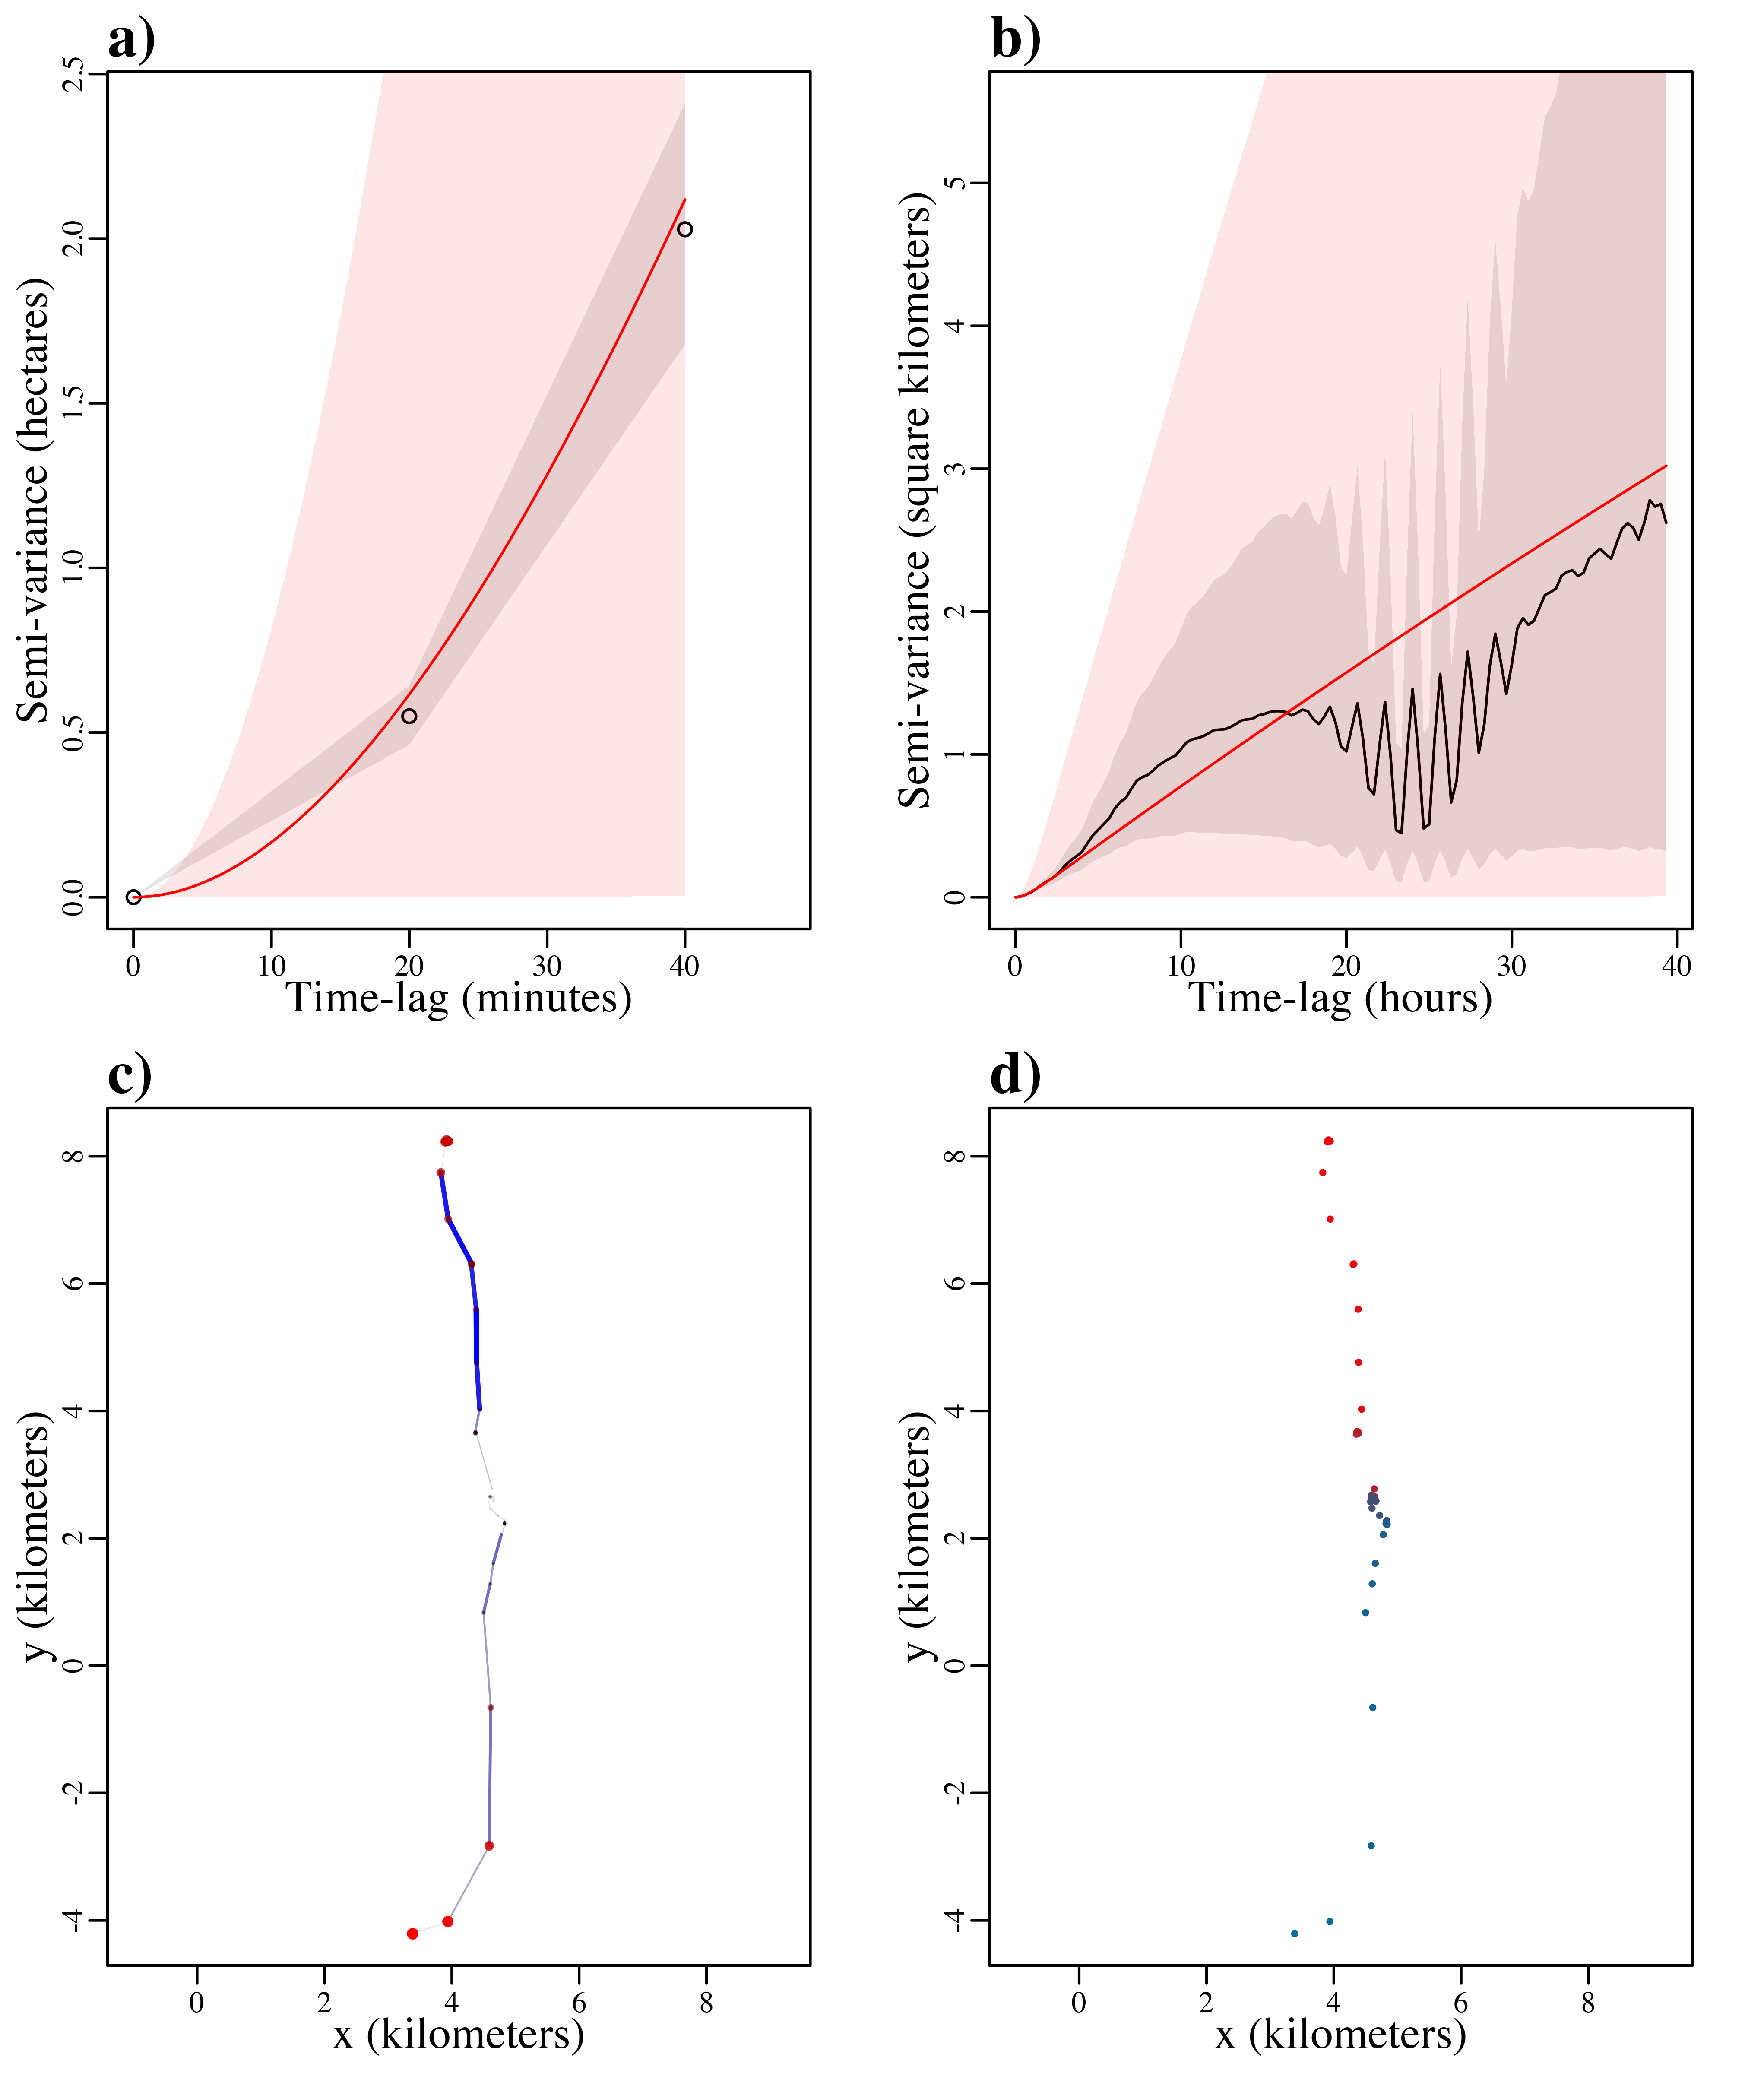 a)
Semi-variance (hectares)
2.5
2.0
1.5
1.0
0.5
0.0
0 10 20 30 40
Time-lag (minutes)
b)
Semi-variance (square kilometers)
5
4
3
2
1
0
0 10 20 30 40
Time-lag (hours)
c)
y (kilometers)
8
6
4
2
0
-2
-4
0 2 4 6 8
x (kilometers)
d)
y (kilometers)
8
6
4
2
0
-2
-4
0 2 4 6 8
x (kilometers)